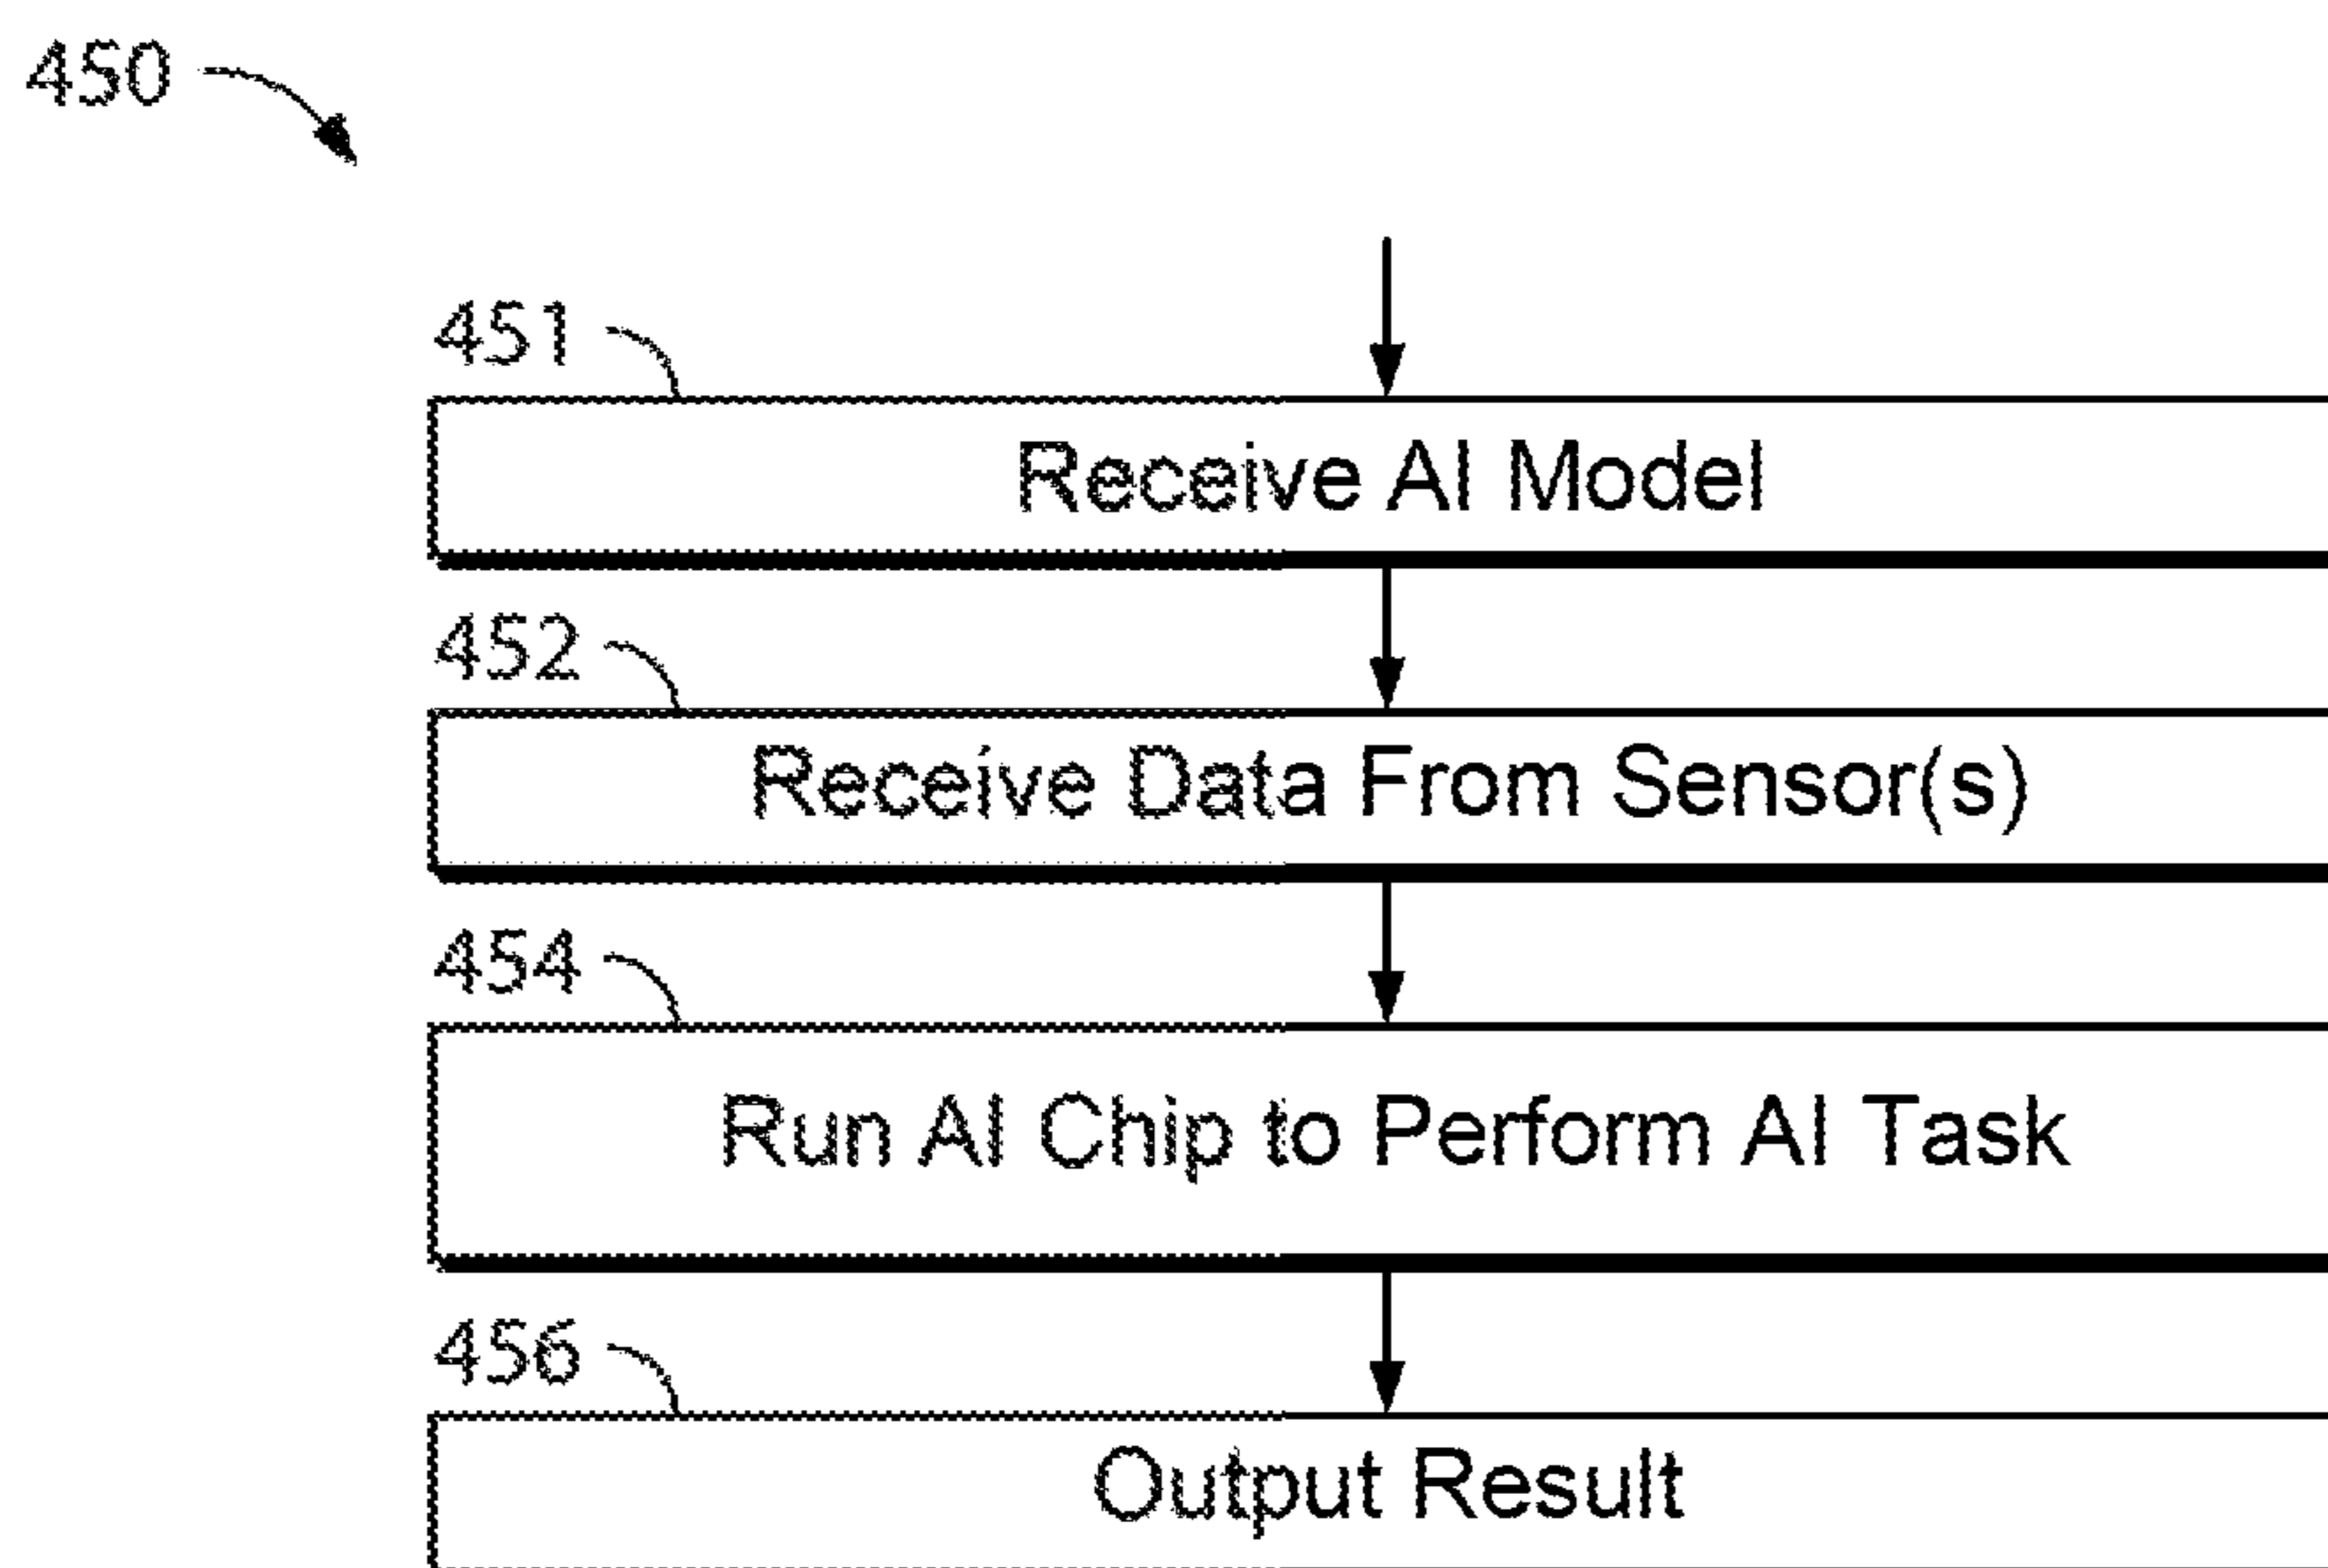 450
451
Receive AI Model
452
Receive Data From Sensor(s)
454
Run AI Chip to Perform AI Task
456
Output Result